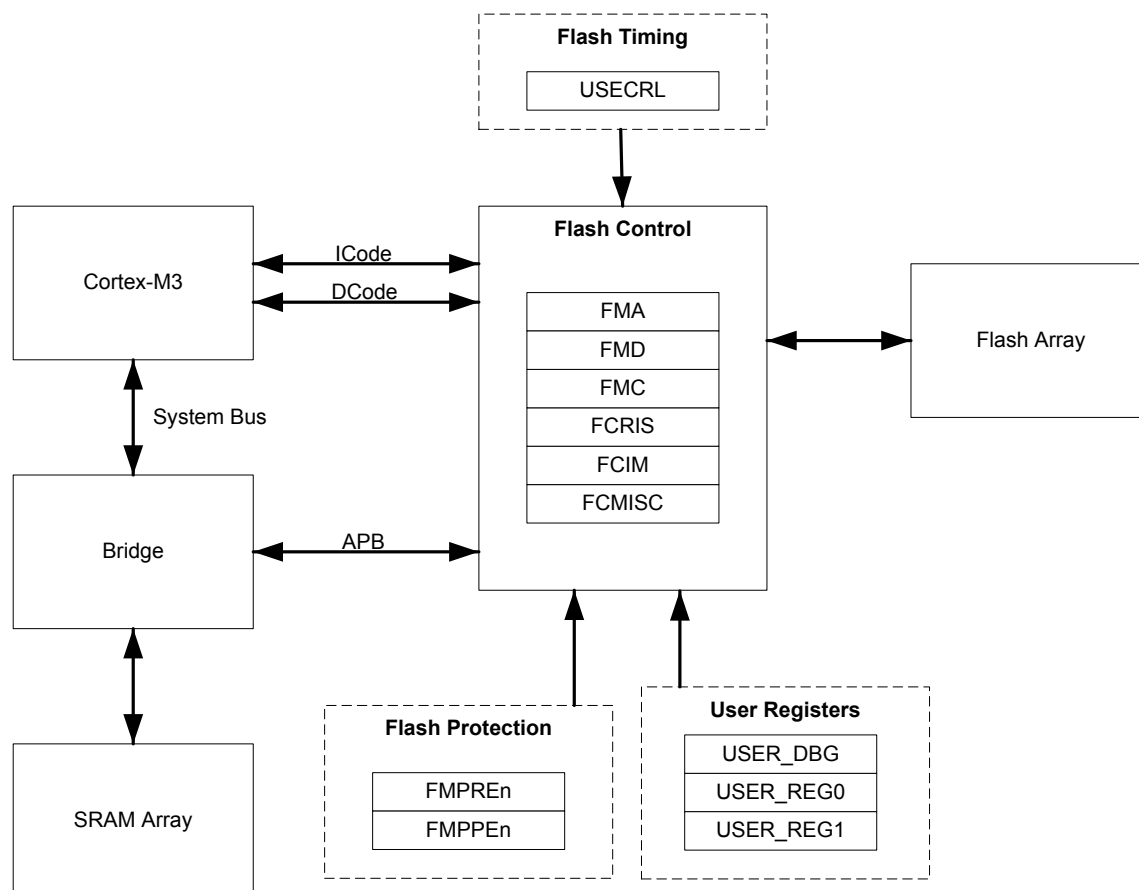 Flash Timing
USECRL
Cortex-M3
ICode
DCode
System Bus
Bridge
APB
SRAM Array
Flash Control
FMA
FMD
FMC
FCRIS
FCIM
FCMISC
Flash Array
Flash Protection
FMPREn
FMPPEn
User Registers
USER_DBG
USER_REG0
USER_REG1